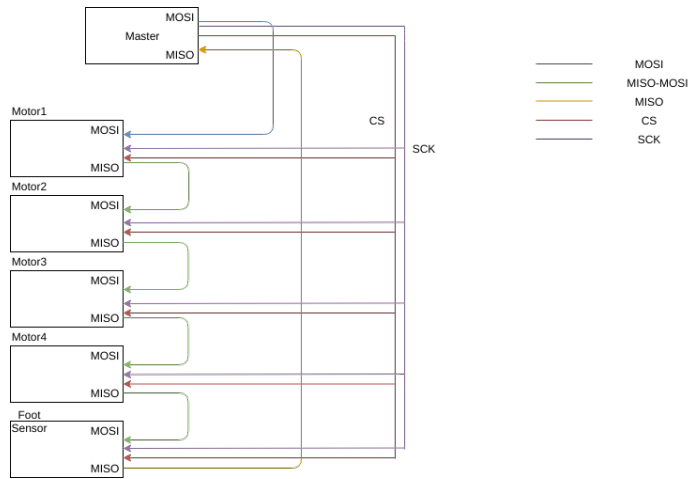 MOSI
Master
MISO
MOSI
MISO-MOSI
MISO
CS
SCK
CS
SCK
Motor1
MOSI
MISO
Motor2
MOSI
MISO
Motor3
MOSI
MISO
Motor4
MOSI
MISO
Foot
Sensor
MOSI
MISO